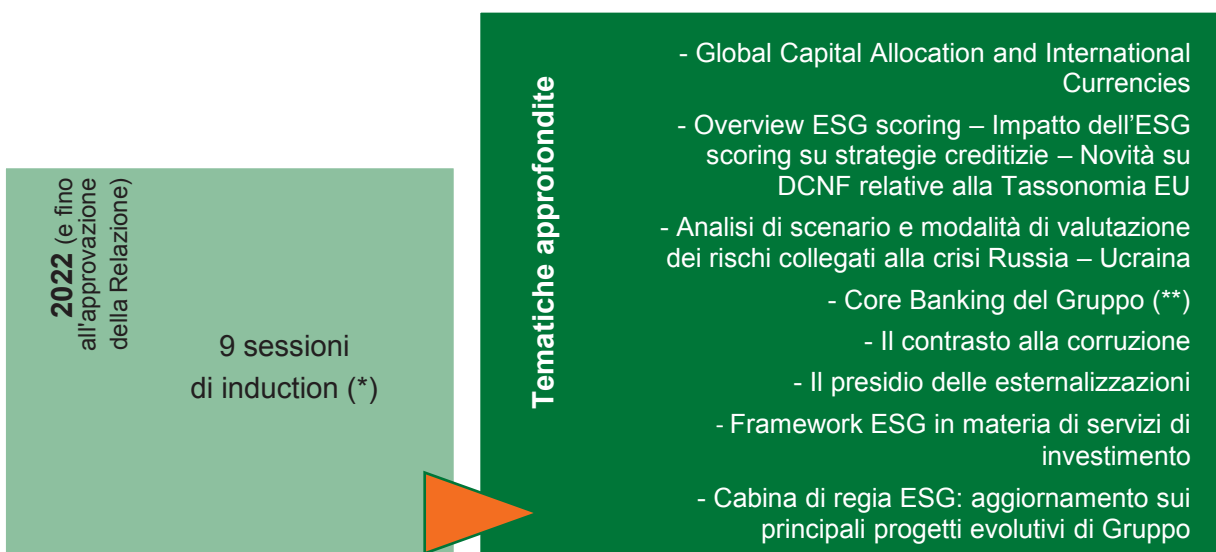 2022 (e fino
all'approvazione
della Relazione)
9 sessioni
di induction (*)
Tematiche approfondite
- Global Capital Allocation and International
Currencies
- Overview ESG scoring – Impatto dell'ESG
scoring su strategie creditizie – Novità su
DCNF relative alla Tassonomia EU
- Analisi di scenario e modalità di valutazione
dei rischi collegati alla crisi Russia – Ucraina
- Core Banking del Gruppo (**)
- Il contrasto alla corruzione
- Il presidio delle esternalizzazioni
- Framework ESG in materia di servizi di
investimento
- Cabina di regia ESG: aggiornamento sui
principali progetti evolutivi di Gruppo